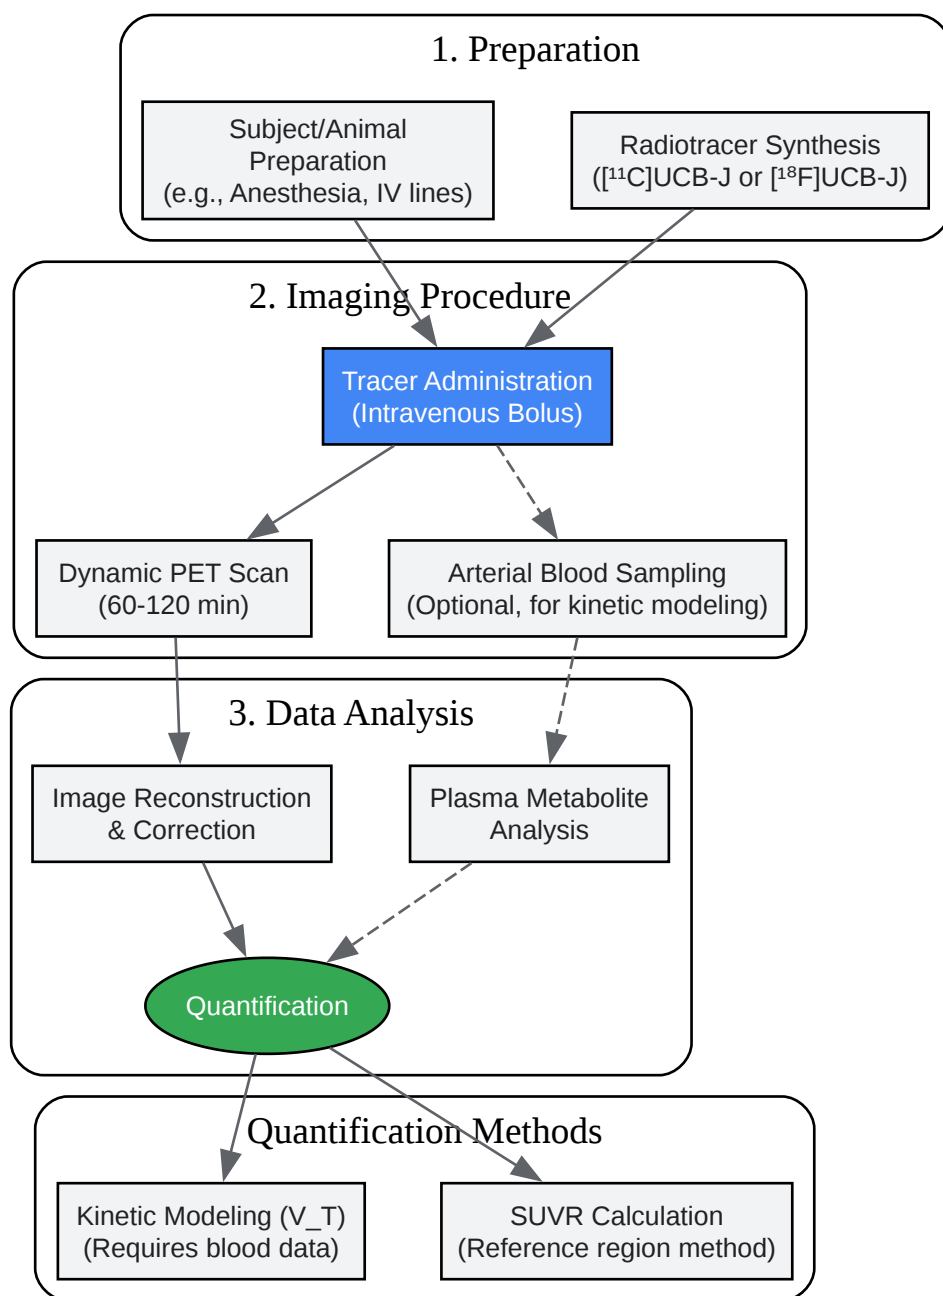 1. Preparation
Subject/Animal
Preparation
(e.g., Anesthesia, IV lines)
Radiotracer Synthesis
([¹¹C]UCB-J or [¹⁸F]UCB-J)
2. Imaging Procedure
Tracer Administration
(Intravenous Bolus)
Dynamic PET Scan
(60-120 min)
Arterial Blood Sampling
(Optional, for kinetic modeling)
3. Data Analysis
Image Reconstruction
& Correction
Plasma Metabolite
Analysis
Quantification
Quantification Methods
Kinetic Modeling (V_T)
(Requires blood data)
SUVR Calculation
(Reference region method)